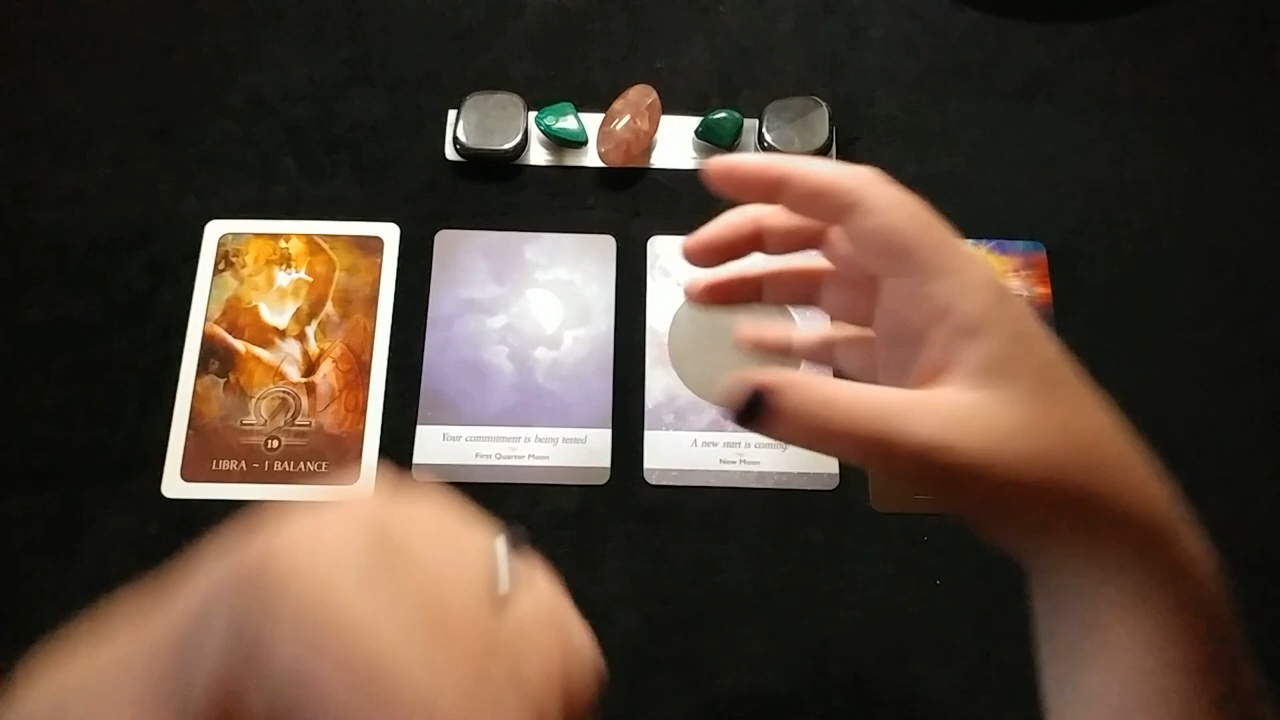 19
LIBRA ~ I BALANCE
Your commitment is being tested
First Quarter Moon
A new start is coming
New Moon